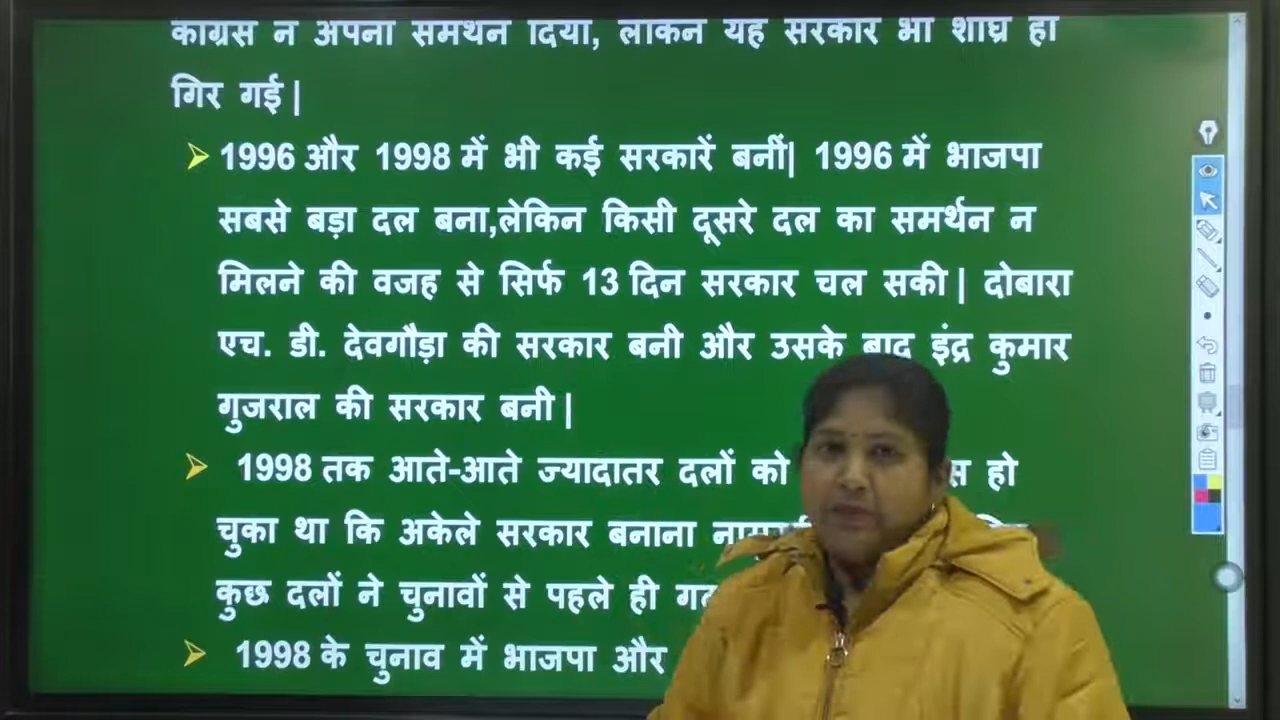 काग्रेस ने अपना समर्थन दिया, लेकिन यह सरकार भी शीघ्र ही
गिर गई|
1996 और 1998 में भी कई सरकारें बनीं| 1996 में भाजपा
सबसे बड़ा दल बना,लेकिन किसी दूसरे दल का समर्थन न
मिलने की वजह से सिर्फ 13 दिन सरकार चल सकी| दोबारा
एच. डी. देवगौड़ा की सरकार बनी और उसके बाद इंद्र कुमार
गुजराल की सरकार बनी|
1998 तक आते-आते ज्यादातर दलों को हो
चुका था कि अकेले सरकार बनाना
कुछ दलों ने चुनावों से पहले ही
1998 के चुनाव में भाजपा और